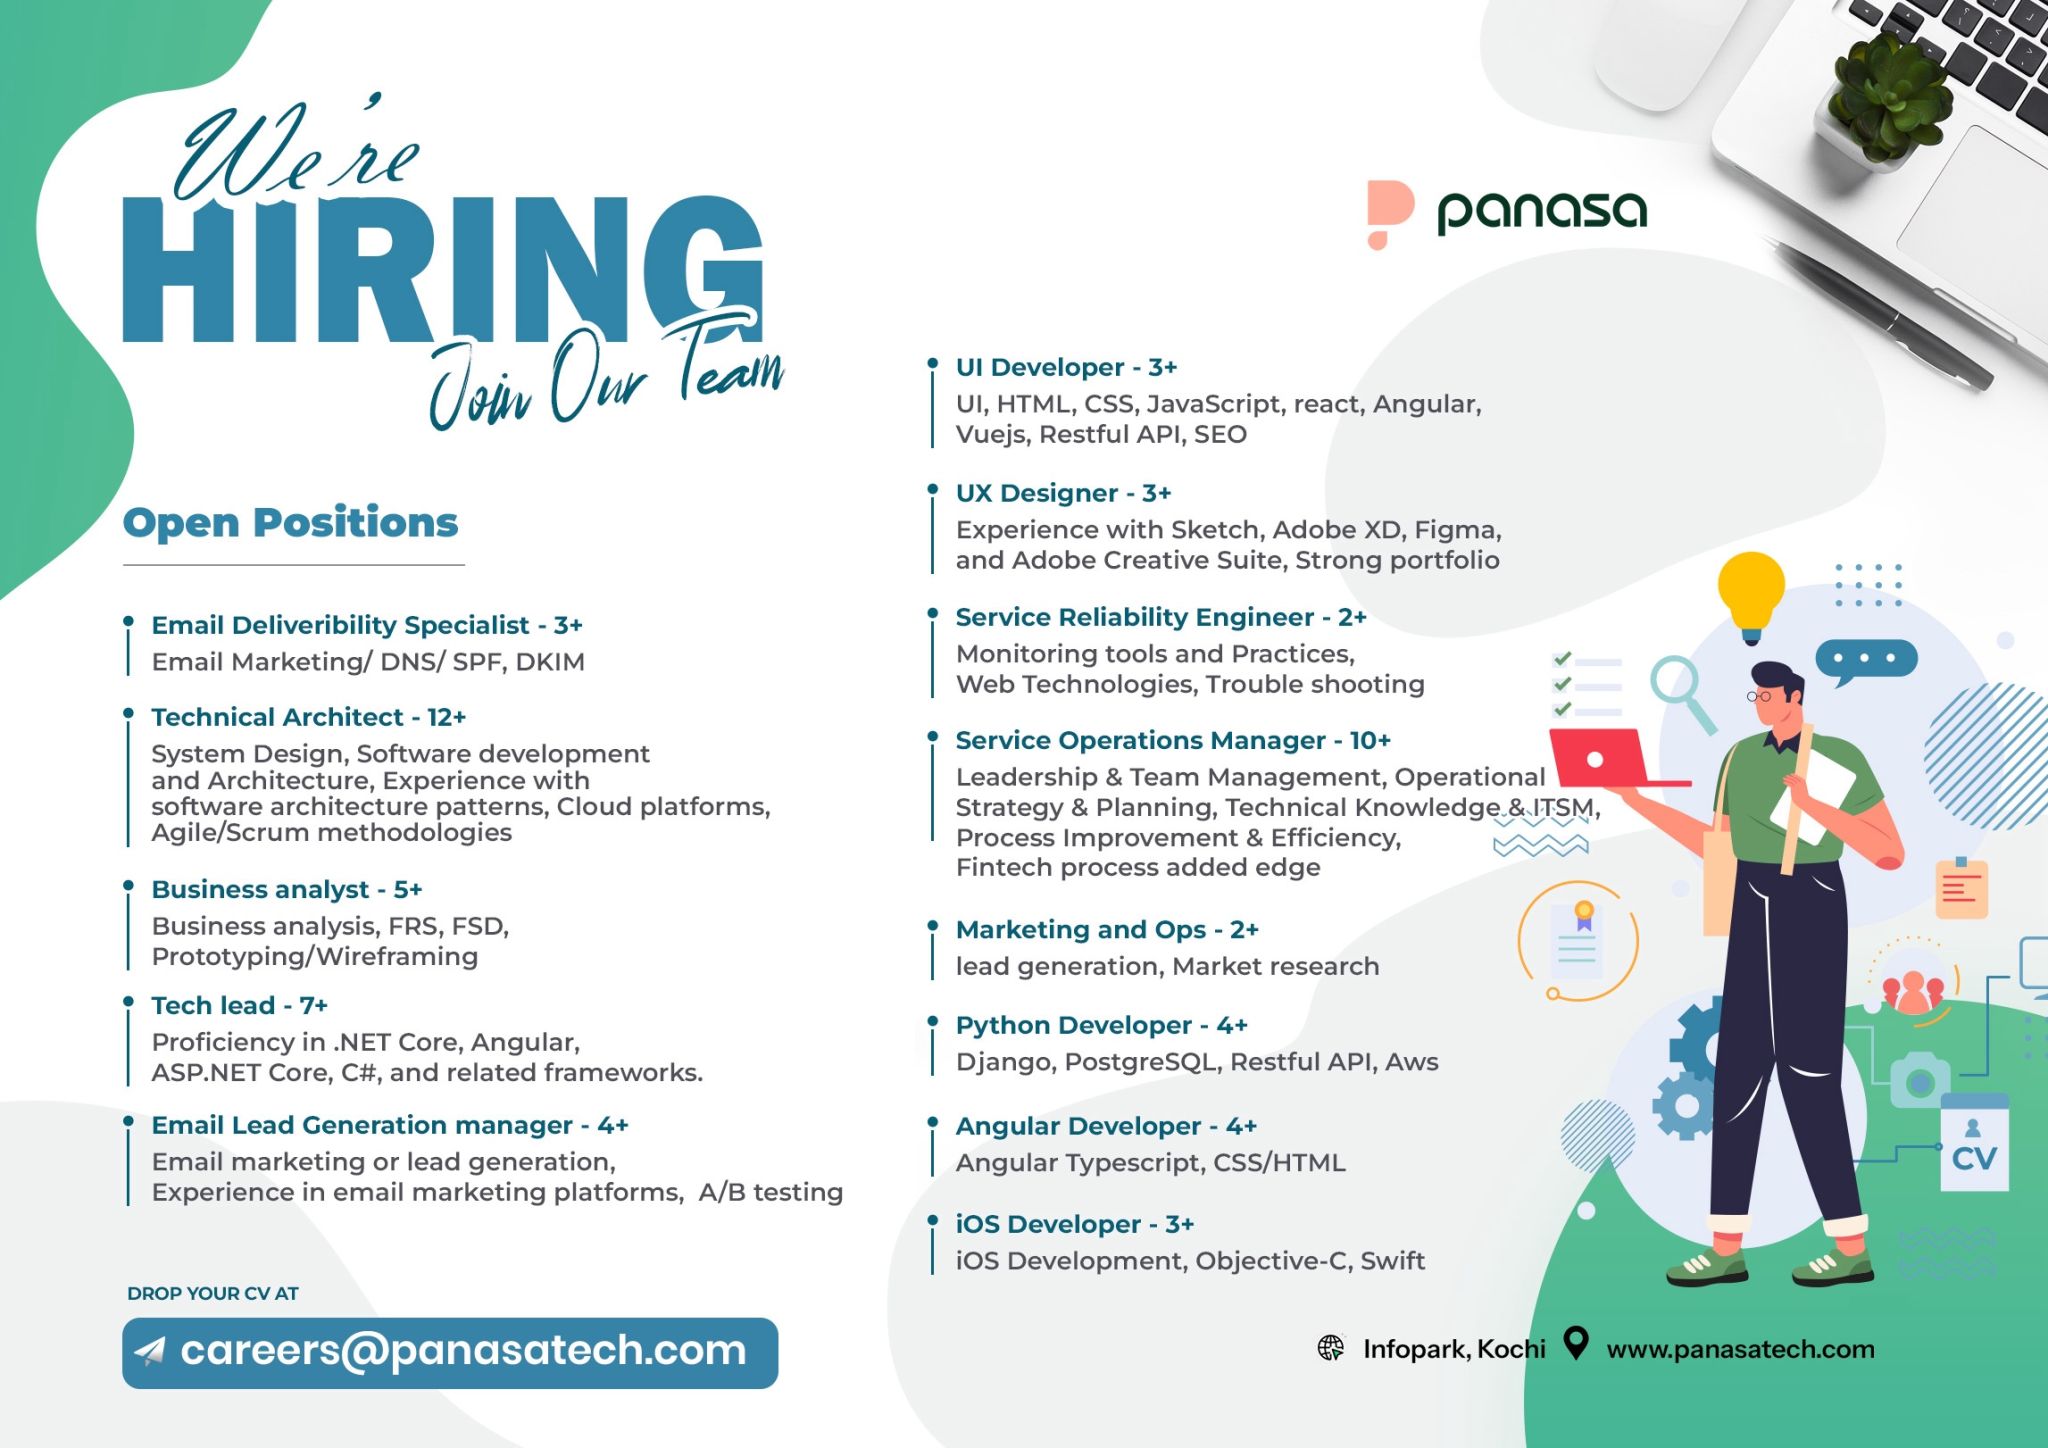 We're
HIRING
Join Our Team
panasa
Open Positions
Email Deliveribility Specialist - 3+
Email Marketing/ DNS/ SPF, DKIM
Technical Architect - 12+
System Design, Software development
and Architecture, Experience with
software architecture patterns, Cloud platforms,
Agile/Scrum methodologies
Business analyst - 5+
Business analysis, FRS, FSD,
Prototyping/Wireframing
Tech lead - 7+
Proficiency in .NET Core, Angular,
ASP.NET Core, C#, and related frameworks.
Email Lead Generation manager - 4+
Email marketing or lead generation,
Experience in email marketing platforms, A/B testing
DROP YOUR CV AT
careers@panasatech.com
UI Developer - 3+
UI, HTML, CSS, JavaScript, react, Angular,
Vuejs, Restful API, SEO
UX Designer - 3+
Experience with Sketch, Adobe XD, Figma,
and Adobe Creative Suite, Strong portfolio
Service Reliability Engineer - 2+
Monitoring tools and Practices,
Web Technologies, Trouble shooting
Service Operations Manager - 10+
Leadership & Team Management, Operational
Strategy & Planning, Technical Knowledge & ITSM,
Process Improvement & Efficiency,
Fintech process added edge
Marketing and Ops - 2+
lead generation, Market research
Python Developer - 4+
Django, PostgreSQL, Restful API, Aws
Angular Developer - 4+
Angular Typescript, CSS/HTML
iOS Developer - 3+
iOS Development, Objective-C, Swift
CV
Infopark, Kochi
www.panasatech.com